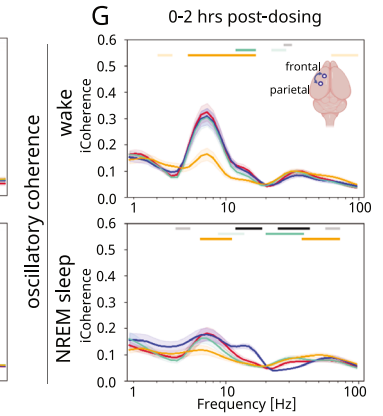 G
0-2 hrs post-dosing
oscillatory coherence
wake
iCoherence
0.6
0.5
0.4
0.3
0.2
0.1
0.0
frontal
parietal
1 10 100
NREM sleep
iCoherence
0.6
0.5
0.4
0.3
0.2
0.1
0.0
1 10 100
Frequency [Hz]